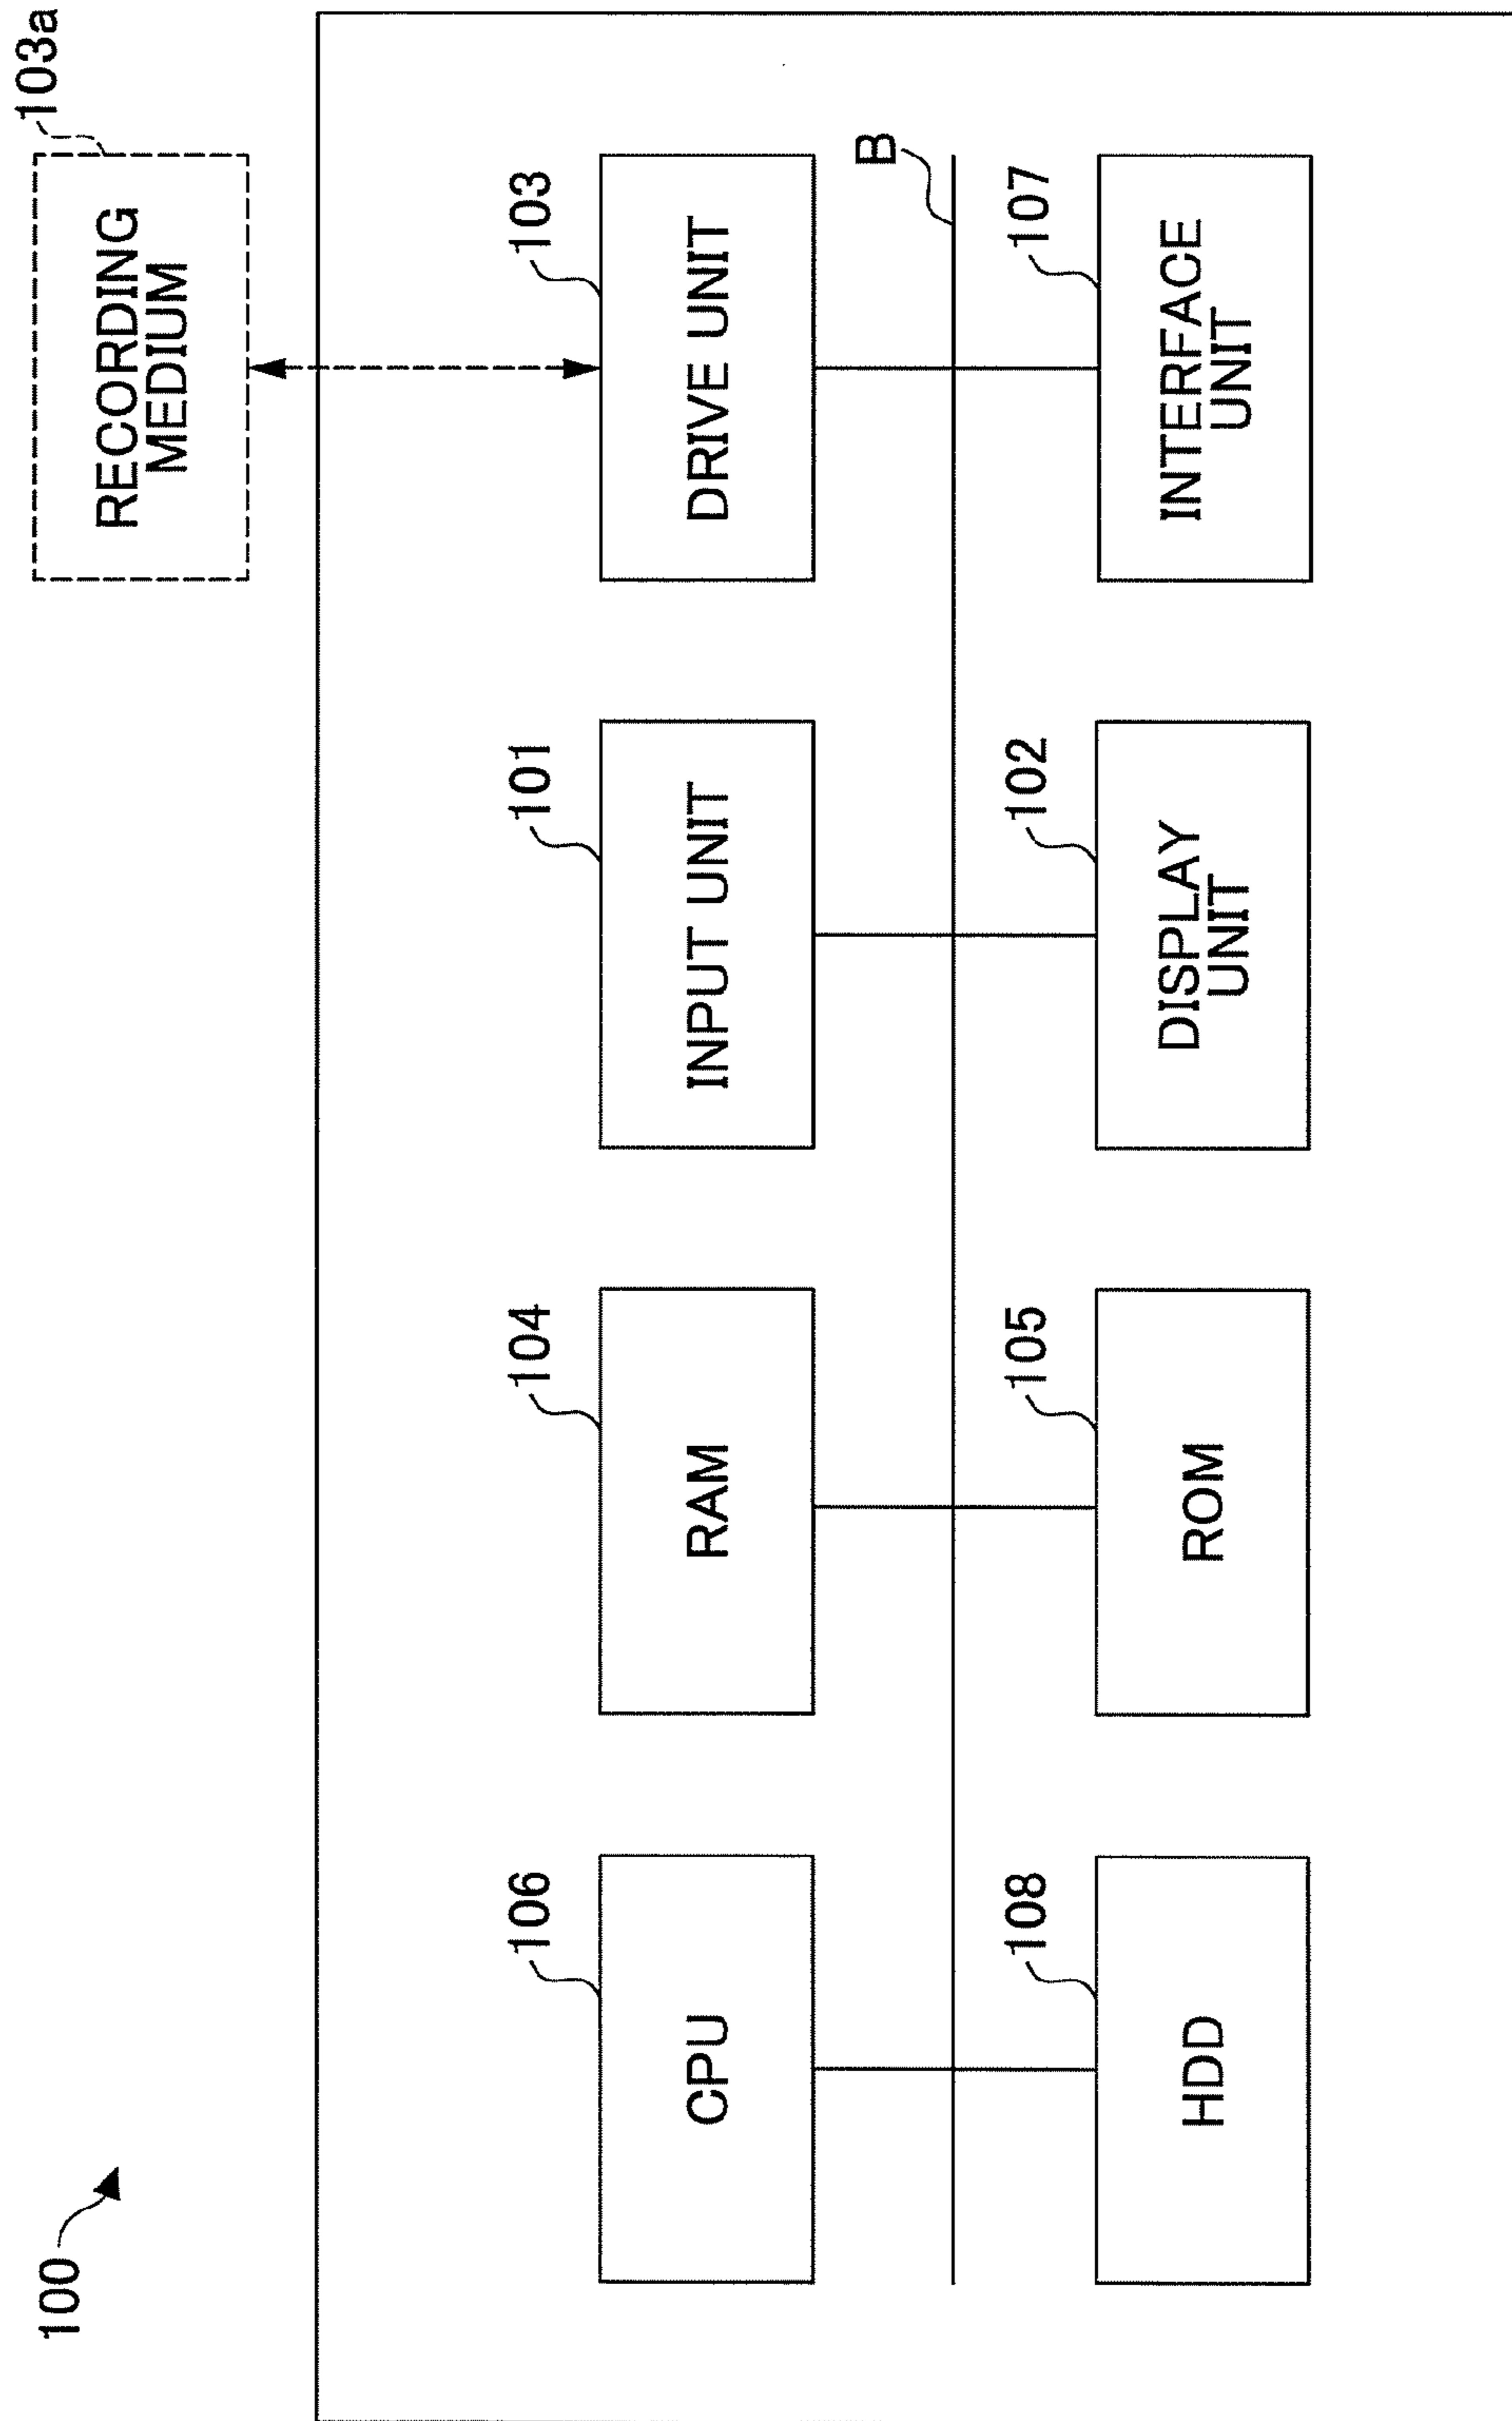 100
103a
RECORDING
MEDIUM
106
CPU
104
RAM
101
INPUT UNIT
103
DRIVE UNIT
B
108
HDD
105
ROM
102
DISPLAY
UNIT
107
INTERFACE
UNIT